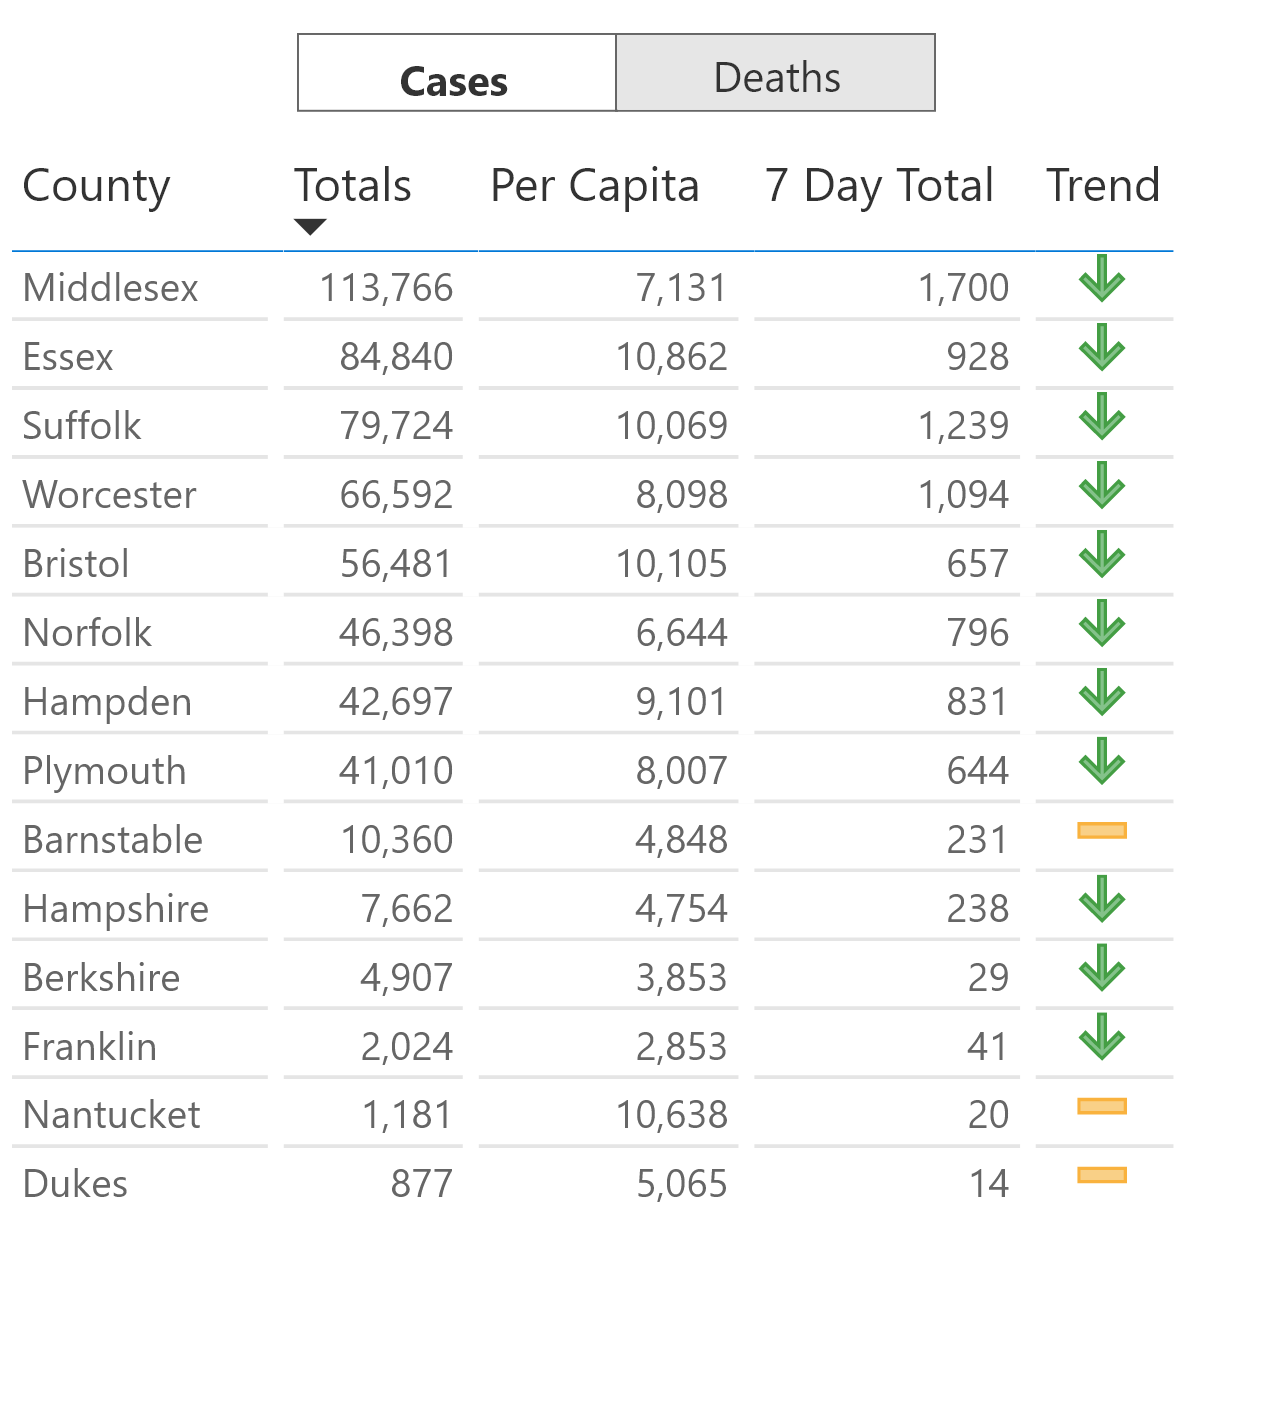 Cases Deaths
County Totals Per Capita 7 Day Total Trend
Middlesex 113,766 7,131 1,700
Essex 84,840 10,862 928
Suffolk 79,724 10,069 1,239
Worcester 66,592 8,098 1,094
Bristol 56,481 10,105 657
Norfolk 46,398 6,644 796
Hampden 42,697 9,101 831
Plymouth 41,010 8,007 644
Barnstable 10,360 4,848 231
Hampshire 7,662 4,754 238
Berkshire 4,907 3,853 29
Franklin 2,024 2,853 41
Nantucket 1,181 10,638 20
Dukes 877 5,065 14